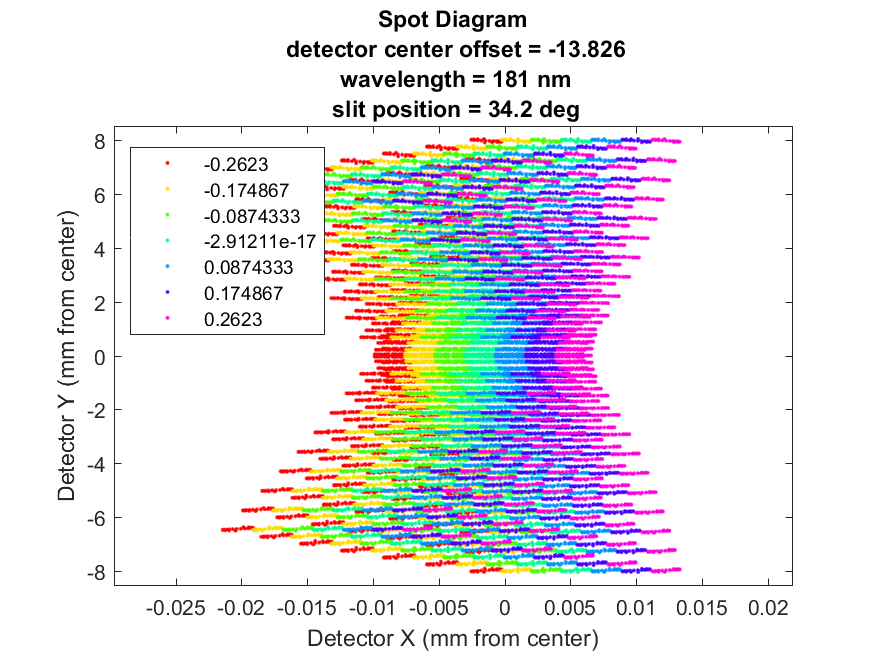 Spot Diagram
detector center offset = -13.826
wavelength = 181 nm
slit position = 34.2 deg
Detector Y (mm from center)
8
6
4
2
0
-2
-4
-6
-8
-0.2623
-0.174867
-0.0874333
-2.91211e-17
0.0874333
0.174867
0.2623
-0.025 -0.02 -0.015 -0.01 -0.005 0 0.005 0.01 0.015 0.02
Detector X (mm from center)